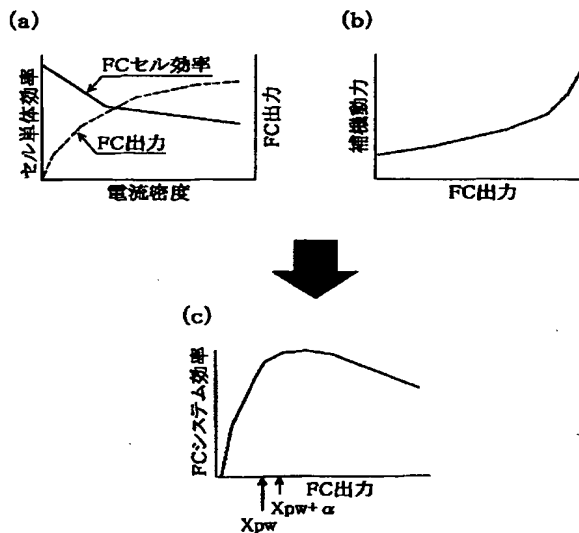 (a)
FCセル効率
セル単体効率
FC出力
FC出力
電流密度
(b)
補機動力
FC出力
(c)
FCシステム効率
FC出力
Xpw+α
Xpw